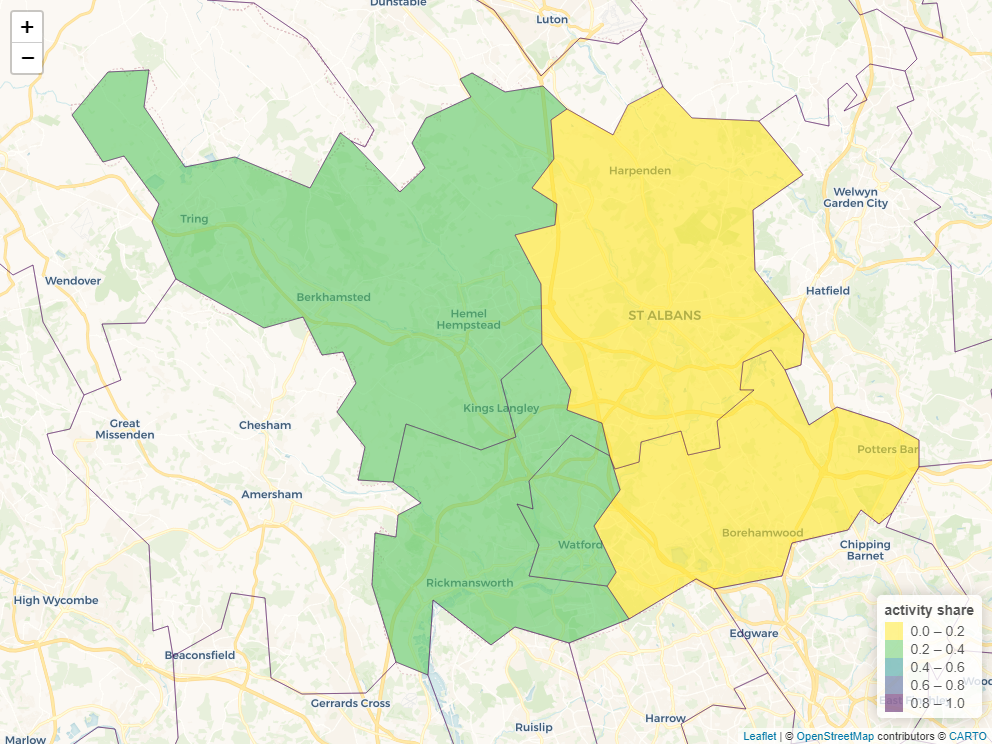 +
−
Dunstable
Luton
Harpenden
Welwyn
Garden City
Tring
Wendover
Berkhamsted
Hatfield
Hemel
Hempstead
ST ALBANS
Kings Langley
Great
Missenden
Chesham
Potters Bar
Amersham
Borehamwood
Watford
Chipping
Barnet
Rickmansworth
High Wycombe
Edgware
Beaconsfield
Gerrards Cross
Harrow
Ruislip
Marlow
activity share
0.0 – 0.2
0.2 – 0.4
0.4 – 0.6
0.6 – 0.8
0.8 – 1.0
Leaflet | © OpenStreetMap contributors © CARTO